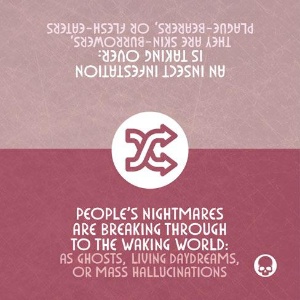 AN INSECT INFESTATION
IS TAKING OVER:
THEY ARE SKIN-BURROWERS,
PLAGUE-BEARERS, OR FLESH-EATERS
PEOPLE'S NIGHTMARES
ARE BREAKING THROUGH
TO THE WAKING WORLD:
AS GHOSTS, LIVING DAYDREAMS,
OR MASS HALLUCINATIONS